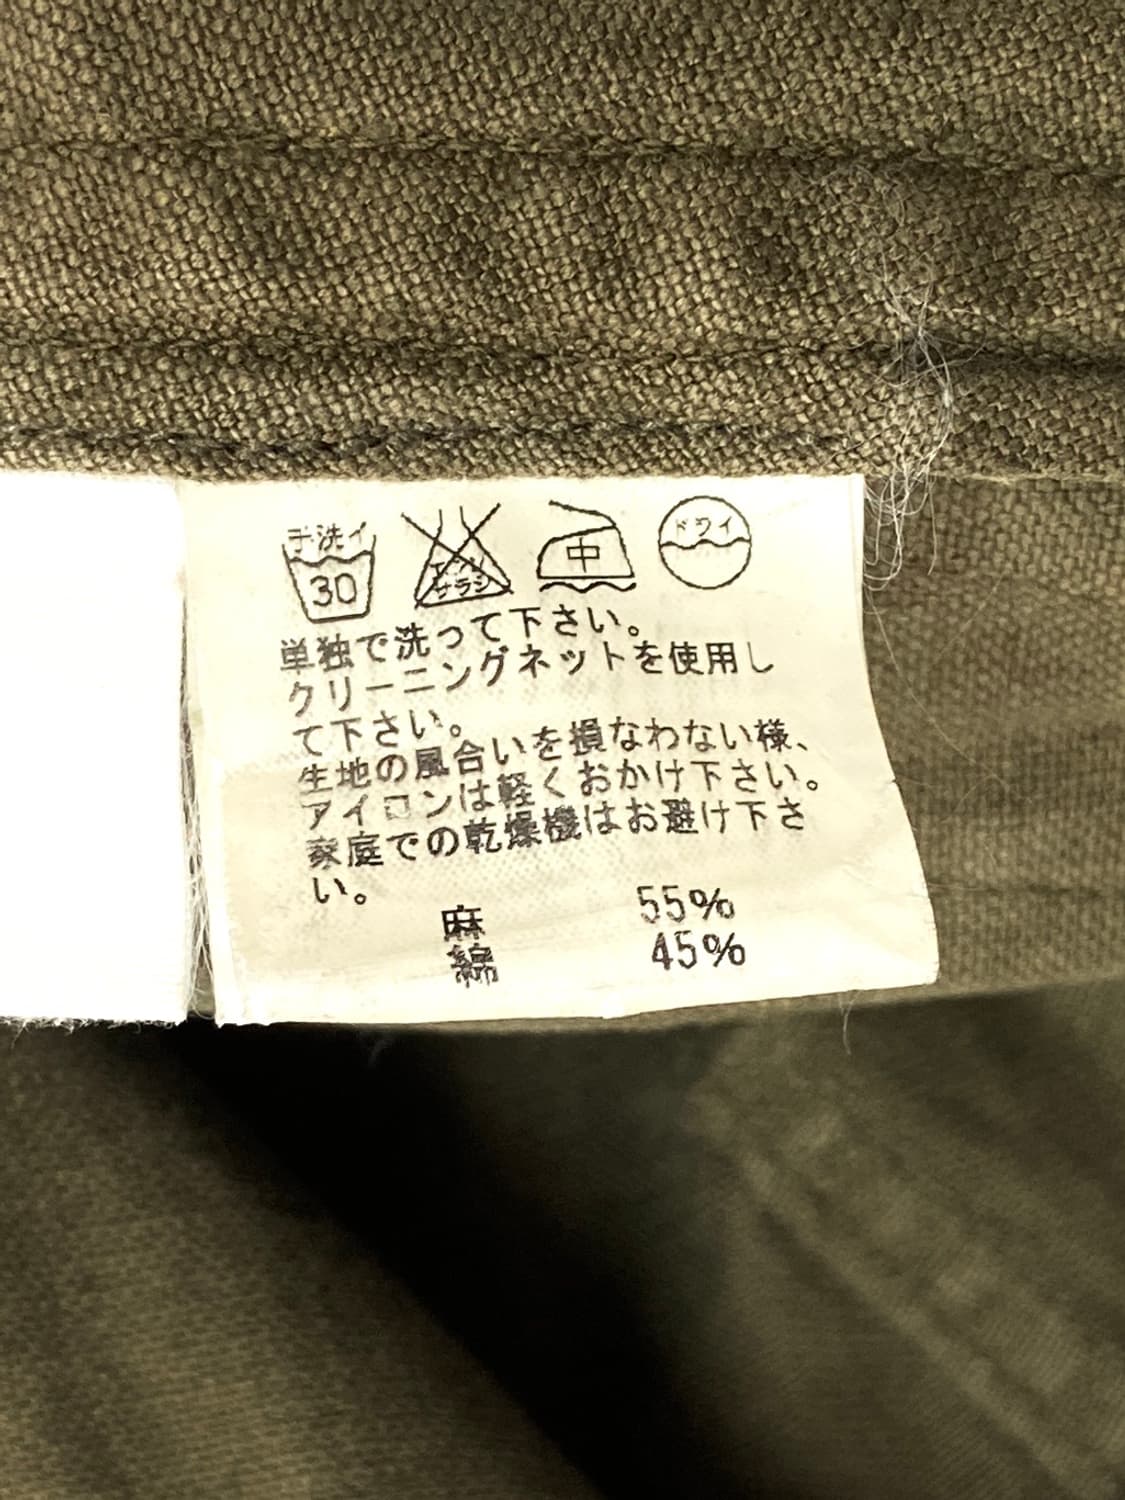 手洗イ
30
エンソ
サラシ
中
ドライ
単独で洗って下さい。
クリーニングネットを使用し
て下さい。
生地の風合いを損なわない様、
アイロンは軽くおかけ下さい。
家庭での乾燥機はお避け下さ
い。
麻 55%
綿 45%